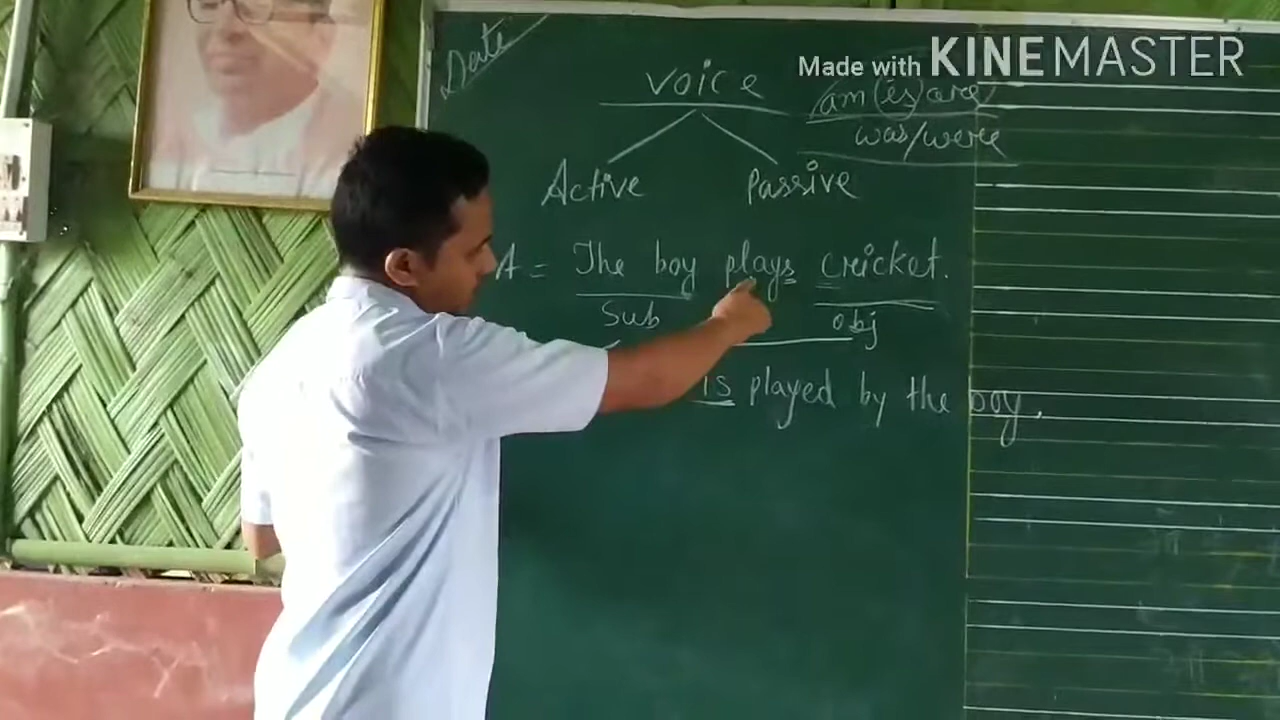 Date
Made with KINEMASTER
voice
am (is) are
was/were
Active Passive
A = The boy plays cricket.
Sub obj
is played by the boy.